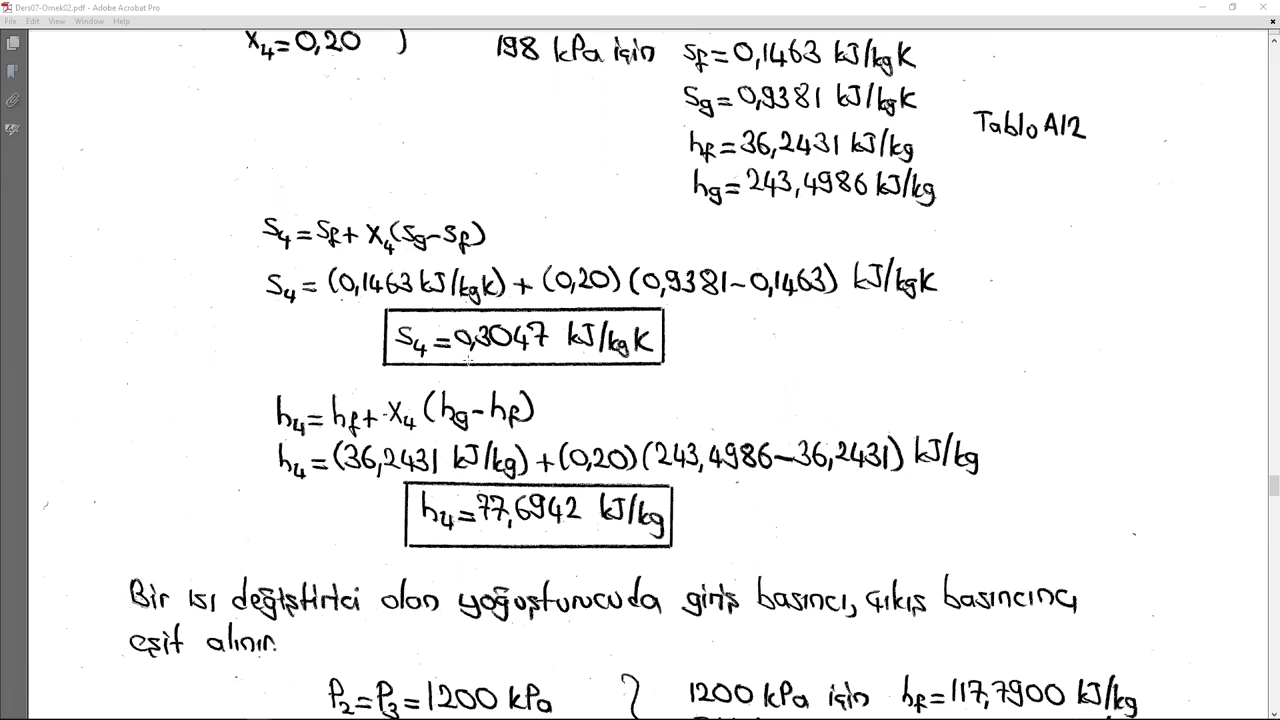 Ders07-Ornek02.pdf - Adobe Acrobat Pro
File Edit View Window Help
x₄=0,20 )
198 kPa için sf=0,1463 kJ/kgK
sg=0,9381 kJ/kgK
Tablo A12
hf=36,2431 kJ/kg
hg=243,4986 kJ/kg
s₄=sf+x₄(sg-sf)
s₄=(0,1463 kJ/kgK)+(0,20)(0,9381-0,1463) kJ/kgK
s₄=0,3047 kJ/kgK
h₄=hf+x₄(hg-hf)
h₄=(36,2431 kJ/kg)+(0,20)(243,4986-36,2431) kJ/kg
h₄=77,6942 kJ/kg
Bir ısı değiştirici olan yoğuşturucuda giriş basıncı, çıkış basıncına
eşit alınır.
P₂=P₃=1200 kPa } 1200 kPa için hf=117,7900 kJ/kg